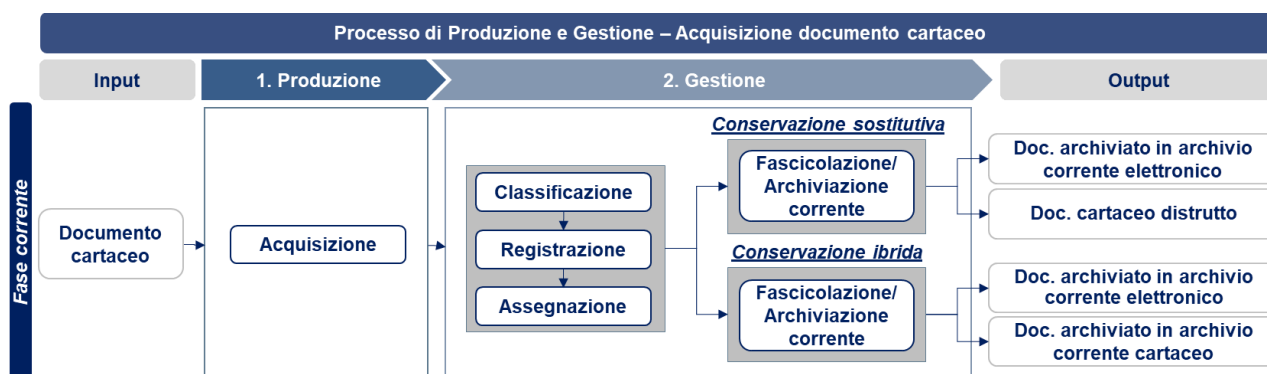 Processo di Produzione e Gestione – Acquisizione documento cartaceo
Input
1. Produzione
2. Gestione
Output
Fase corrente
Documento
cartaceo
Acquisizione
Classificazione
Registrazione
Assegnazione
Conservazione sostitutiva
Fascicolazione/
Archiviazione
corrente
Conservazione ibrida
Fascicolazione/
Archiviazione
corrente
Doc. archiviato in archivio
corrente elettronico
Doc. cartaceo distrutto
Doc. archiviato in archivio
corrente elettronico
Doc. archiviato in archivio
corrente cartaceo